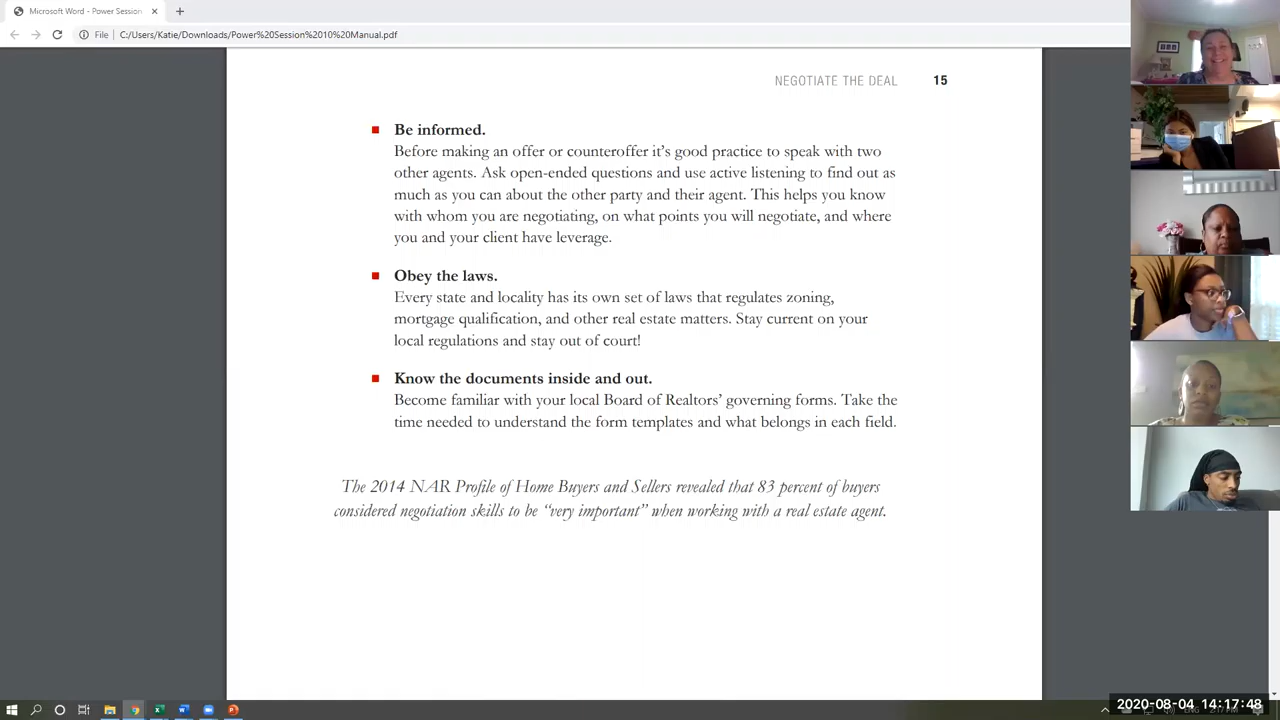 Microsoft Word - Power Session
File C:/Users/Katie/Downloads/Power%20Session%2010%20Manual.pdf
NEGOTIATE THE DEAL 15
Be informed.
Before making an offer or counteroffer it’s good practice to speak with two
other agents. Ask open-ended questions and use active listening to find out as
much as you can about the other party and their agent. This helps you know
with whom you are negotiating, on what points you will negotiate, and where
you and your client have leverage.
Obey the laws.
Every state and locality has its own set of laws that regulates zoning,
mortgage qualification, and other real estate matters. Stay current on your
local regulations and stay out of court!
Know the documents inside and out.
Become familiar with your local Board of Realtors’ governing forms. Take the
time needed to understand the form templates and what belongs in each field.
The 2014 NAR Profile of Home Buyers and Sellers revealed that 83 percent of buyers
considered negotiation skills to be “very important” when working with a real estate agent.
2020-08-04 14:17:48